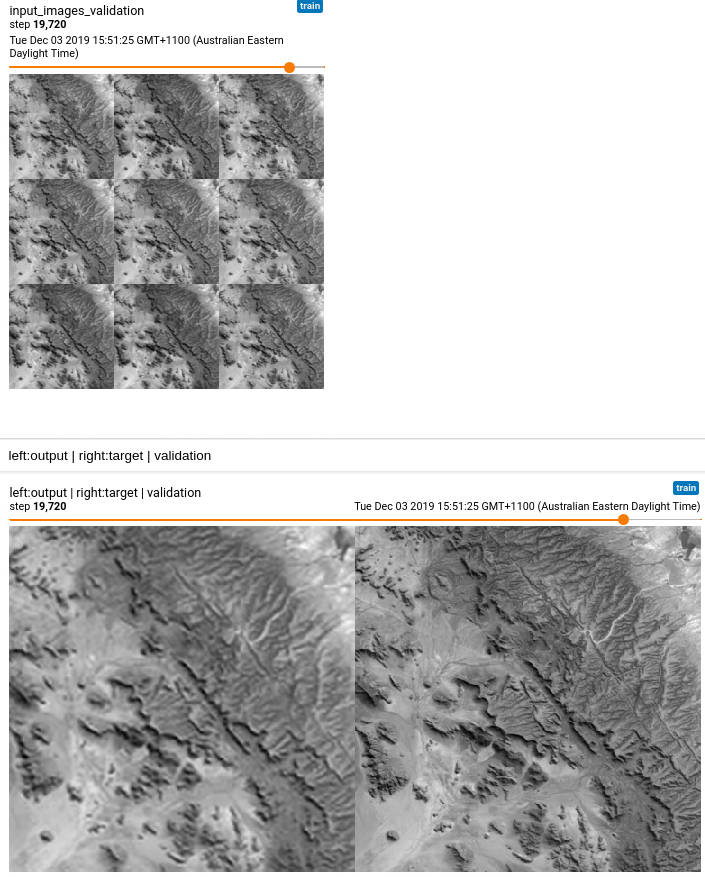 input_images_validation
train
step 19,720
Tue Dec 03 2019 15:51:25 GMT+1100 (Australian Eastern
Daylight Time)
left:output | right:target | validation
left:output | right:target | validation
train
step 19,720
Tue Dec 03 2019 15:51:25 GMT+1100 (Australian Eastern Daylight Time)